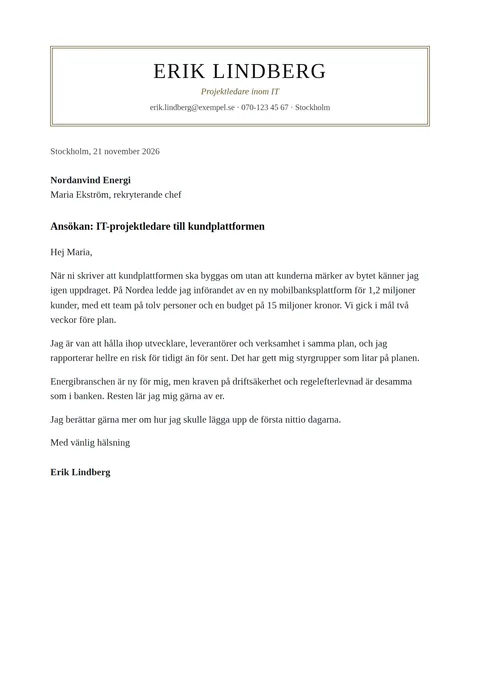 ERIK LINDBERG
Projektledare inom IT
erik.lindberg@exempel.se · 070-123 45 67 · Stockholm
Stockholm, 21 november 2026
Nordanvind Energi
Maria Ekström, rekryterande chef
Ansökan: IT-projektledare till kundplattformen
Hej Maria,
När ni skriver att kundplattformen ska byggas om utan att kunderna märker av bytet känner jag
igen uppdraget. På Nordea ledde jag införandet av en ny mobilbanksplattform för 1,2 miljoner
kunder, med ett team på tolv personer och en budget på 15 miljoner kronor. Vi gick i mål två
veckor före plan.
Jag är van att hålla ihop utvecklare, leverantörer och verksamhet i samma plan, och jag
rapporterar hellre en risk för tidigt än för sent. Det har gett mig styrgrupper som litar på planen.
Energibranschen är ny för mig, men kraven på driftsäkerhet och regelefterlevnad är desamma
som i banken. Resten lär jag mig gärna av er.
Jag berättar gärna mer om hur jag skulle lägga upp de första nittio dagarna.
Med vänlig hälsning
Erik Lindberg